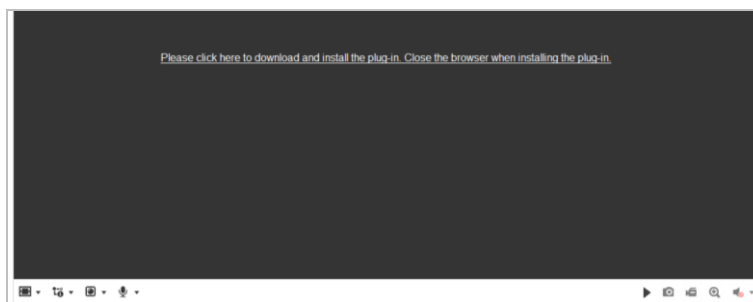 Please click here to download and install the plug-in. Close the browser when installing the plug-in.